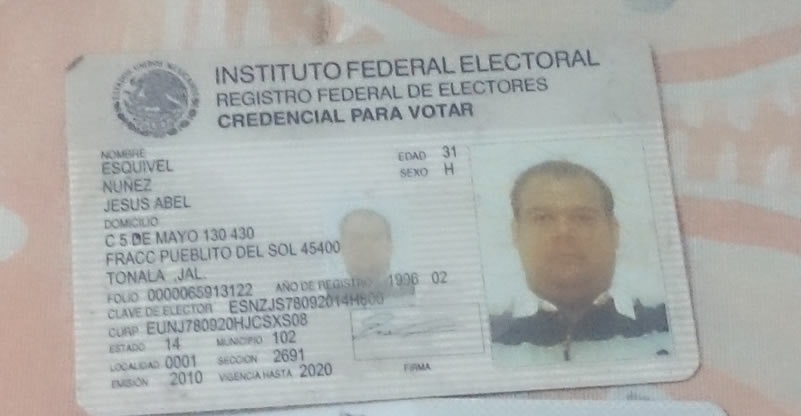 INSTITUTO FEDERAL ELECTORAL
REGISTRO FEDERAL DE ELECTORES
CREDENCIAL PARA VOTAR
NOMBRE
ESQUIVEL
NUÑEZ
JESUS ABEL
EDAD 31
SEXO H
DOMICILIO
C 5 DE MAYO 130 430
FRACC PUEBLITO DEL SOL 45400
TONALA ,JAL.
FOLIO 0000065913122 AÑO DE REGISTRO 1996 02
CLAVE DE ELECTOR ESNZJS78092014H600
CURP EUNJ780920HJCSXS08
ESTADO 14 MUNICIPIO 102
LOCALIDAD 0001 SECCION 2691
EMISIÓN 2010 VIGENCIA HASTA 2020
FIRMA